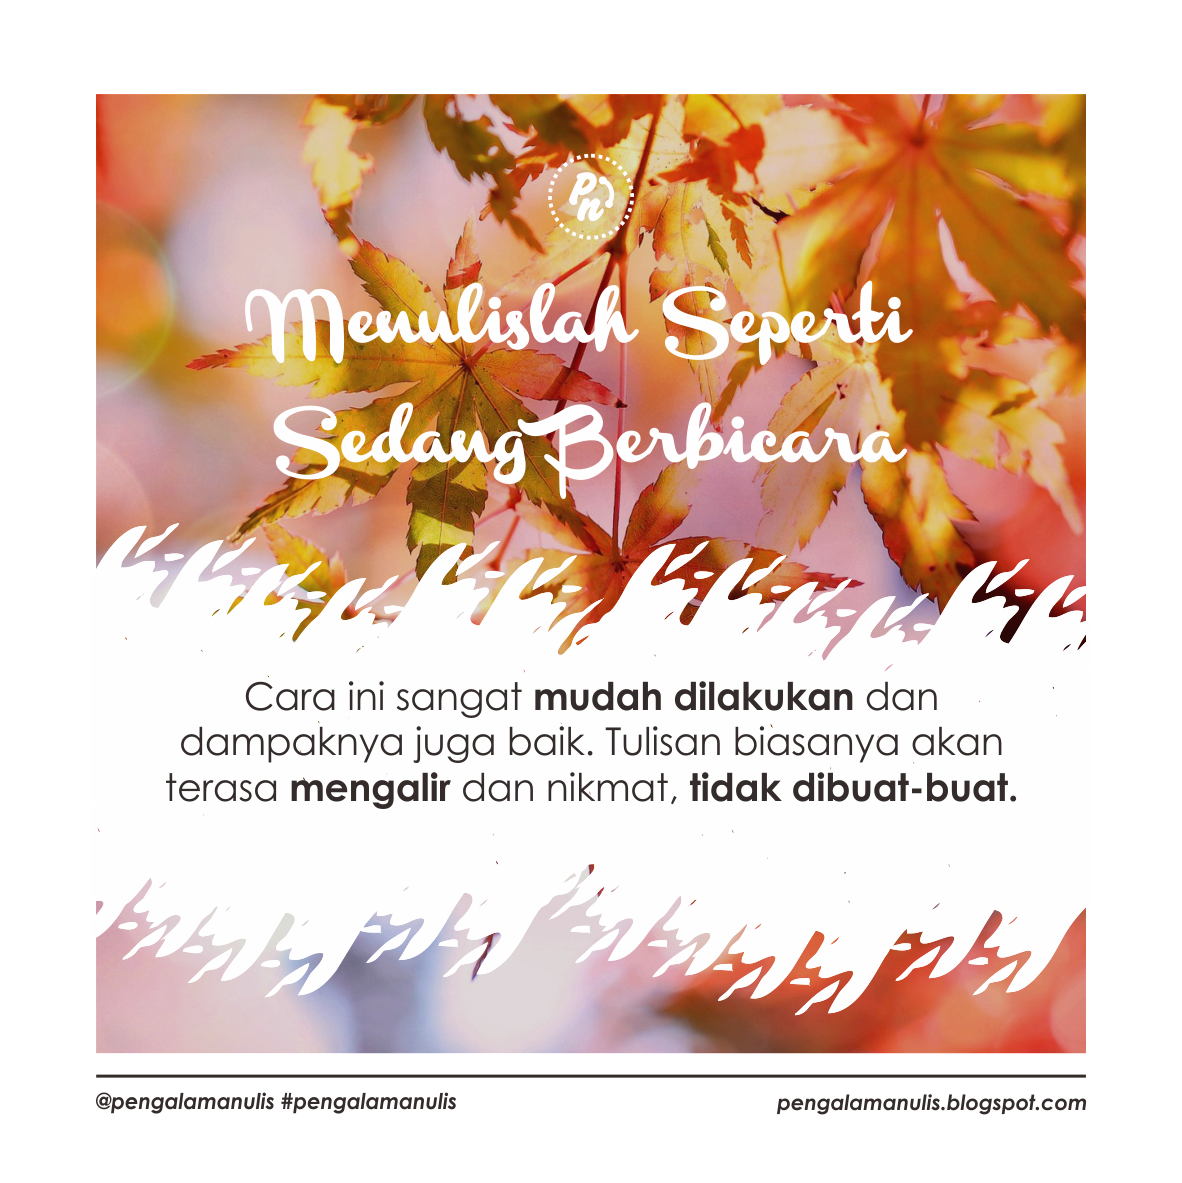 Pn
Menulislah Seperti
Sedang Berbicara
Cara ini sangat mudah dilakukan dan
dampaknya juga baik. Tulisan biasanya akan
terasa mengalir dan nikmat, tidak dibuat-buat.
@pengalamanulis #pengalamanulis
pengalamanulis.blogspot.com